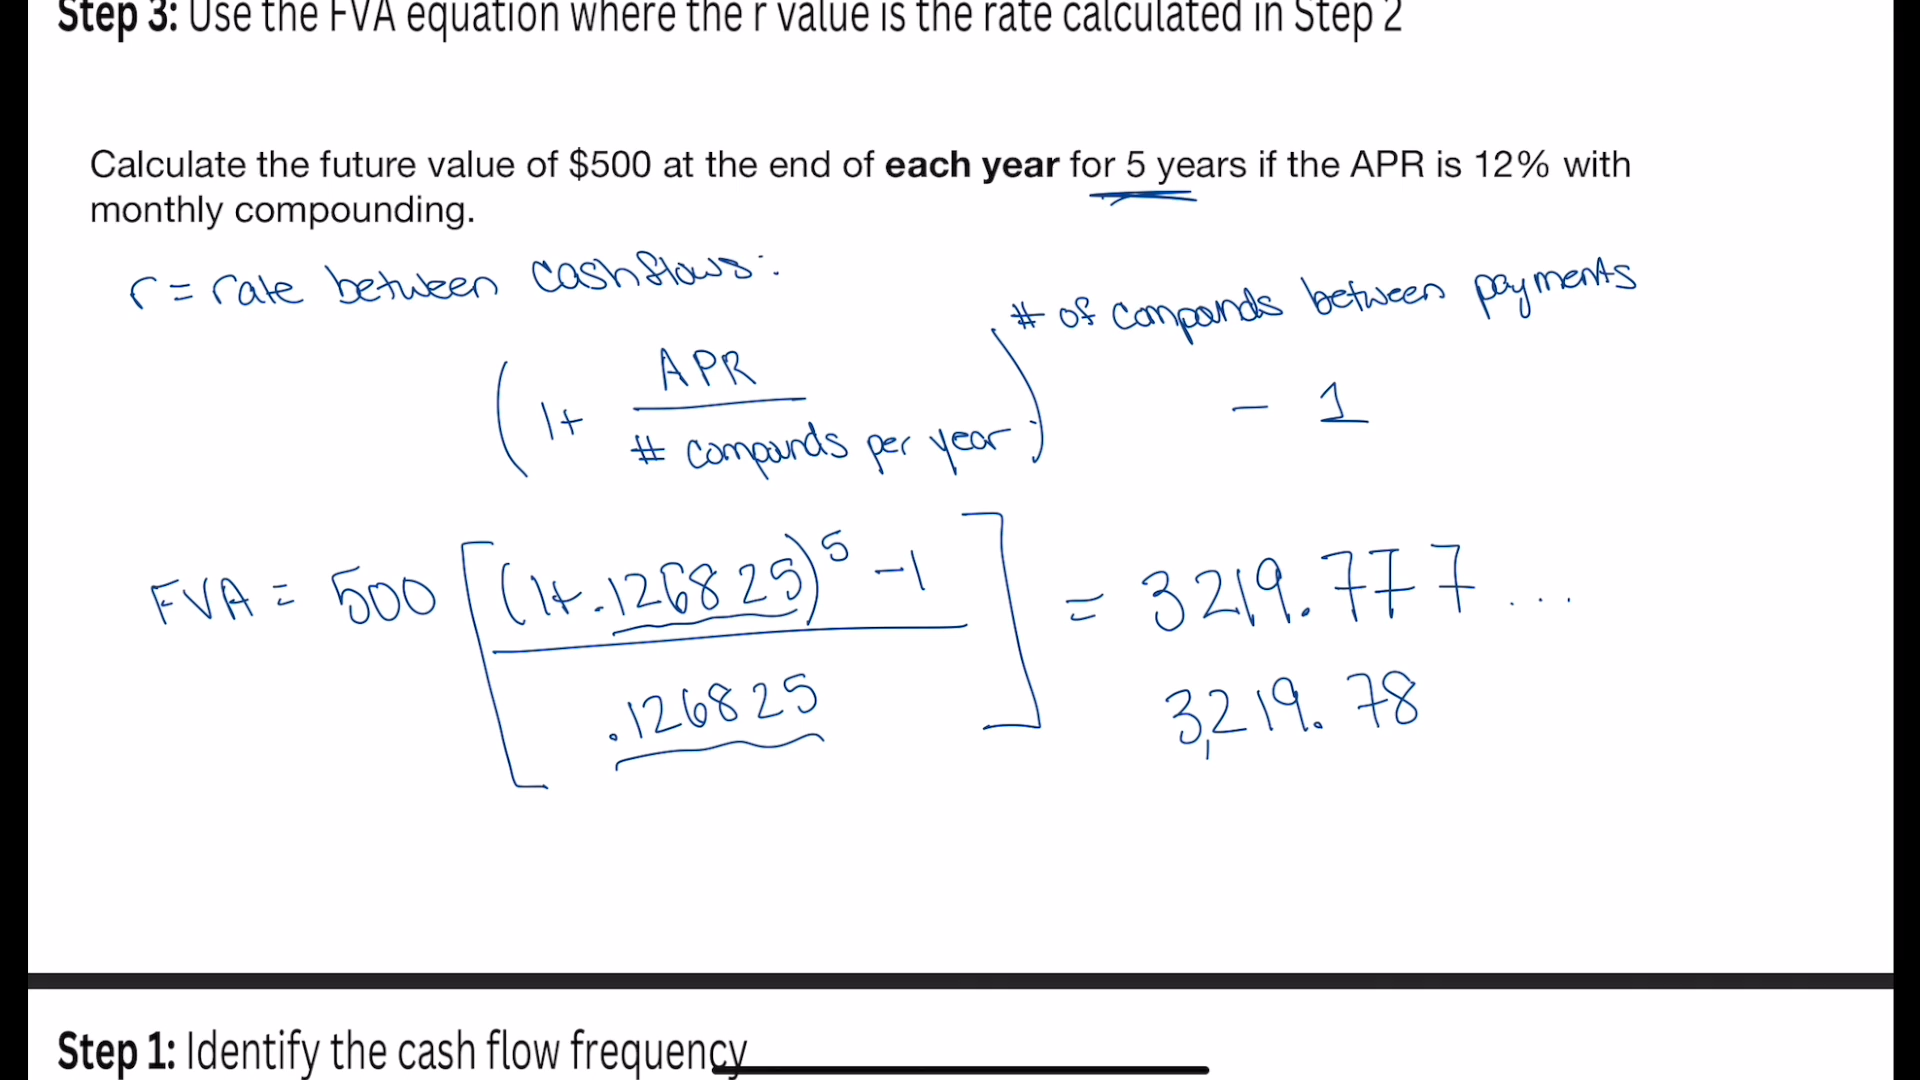 Step 3: Use the FVA equation where the r value is the rate calculated in Step 2
Calculate the future value of $500 at the end of each year for 5 years if the APR is 12% with
monthly compounding.
r = rate between cashflows:
# of compounds between payments
(1+ APR / # compounds per year) - 1
FVA = 500 [(1+.126825)^5 -1 / .126825] = 3219.777...
3,219.78
Step 1: Identify the cash flow frequency